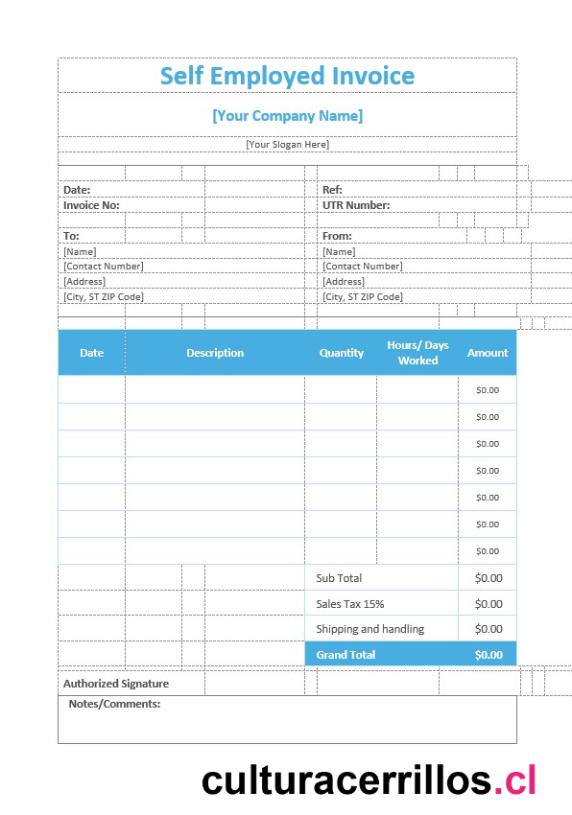 Self Employed Invoice
[Your Company Name]
[Your Slogan Here]
Date: Ref:
Invoice No: UTR Number:
To: From:
[Name] [Name]
[Contact Number] [Contact Number]
[Address] [Address]
[City, ST ZIP Code] [City, ST ZIP Code]
Date Description Quantity Hours/ Days Worked Amount
$0.00
$0.00
$0.00
$0.00
$0.00
$0.00
$0.00
Sub Total $0.00
Sales Tax 15% $0.00
Shipping and handling $0.00
Grand Total $0.00
Authorized Signature
Notes/Comments:
culturacerrillos.cl